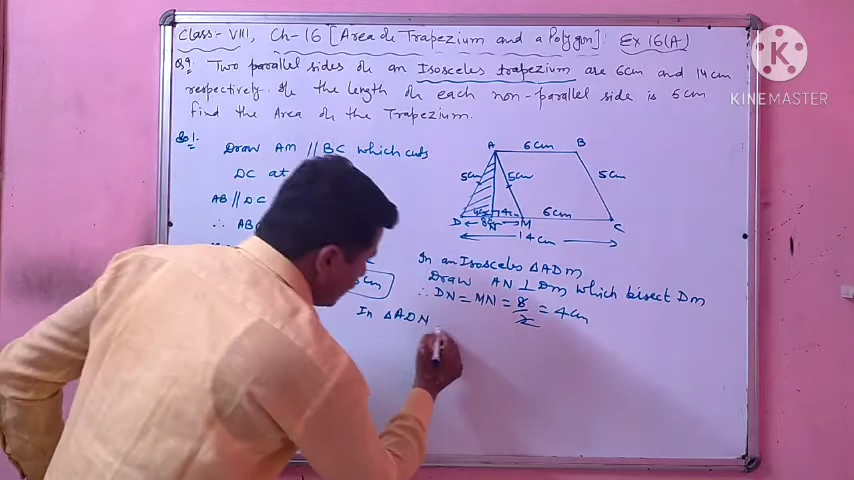 Class- VIII, Ch-16 [Area of Trapezium and a Polygon]: Ex 16(A)
Q9: Two parallel sides of an Isosceles trapezium are 6cm and 14cm
respectively. If the length of each non-parallel side is 5cm
find the Area of the Trapezium.
Sol:
Draw AM // BC which cuts
DC at
AB // DC
∴ AB
A 6cm B
5cm 5cm 5cm
4cm 4cm 6cm
D 8cm N M C
14cm
In an Isosceles ΔADM
Draw AN ⊥ DM which bisect DM
∴ DN = MN = 8/2 = 4cm
In ΔADN
K
KINEMASTER